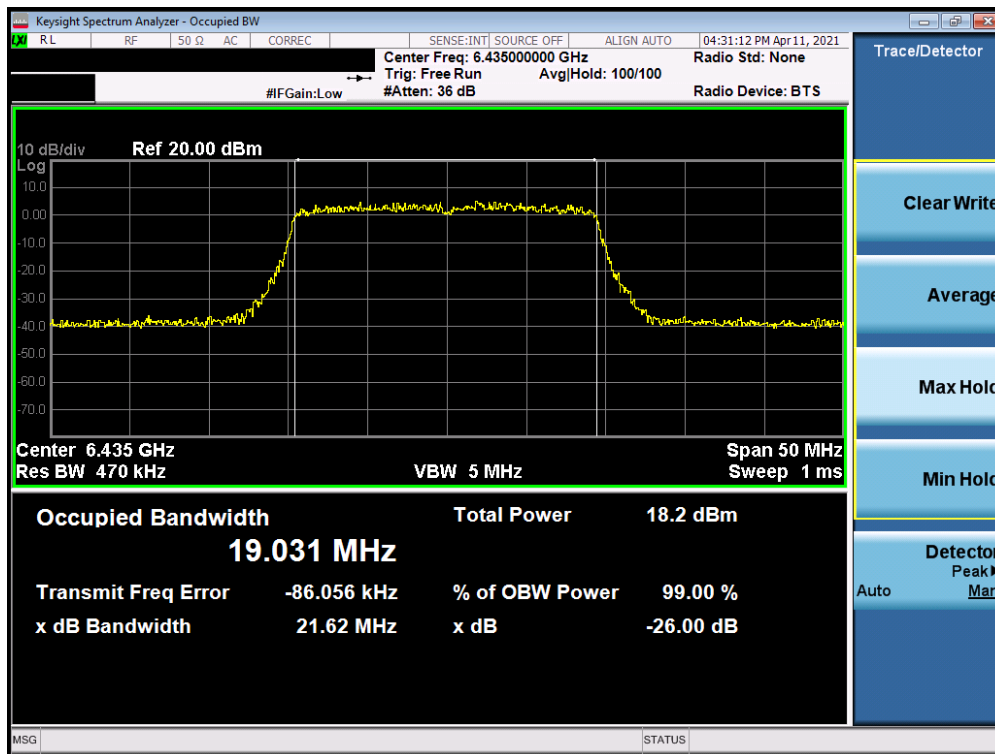 Keysight Spectrum Analyzer - Occupied BW
LXI RL RF 50 Ω AC CORREC SENSE:INT SOURCE OFF ALIGN AUTO 04:31:12 PM Apr 11, 2021
Center Freq: 6.435000000 GHz Radio Std: None
Trig: Free Run Avg|Hold: 100/100
#IFGain:Low #Atten: 36 dB Radio Device: BTS
10 dB/div Ref 20.00 dBm
Log
10.0
0.00
-10.0
-20.0
-30.0
-40.0
-50.0
-60.0
-70.0
Center 6.435 GHz Span 50 MHz
Res BW 470 kHz VBW 5 MHz Sweep 1 ms
Occupied Bandwidth Total Power 18.2 dBm
19.031 MHz
Transmit Freq Error -86.056 kHz % of OBW Power 99.00 %
x dB Bandwidth 21.62 MHz x dB -26.00 dB
MSG STATUS
Trace/Detector
Clear Write
Average
Max Hold
Min Hold
Detector
Peak
Auto Man